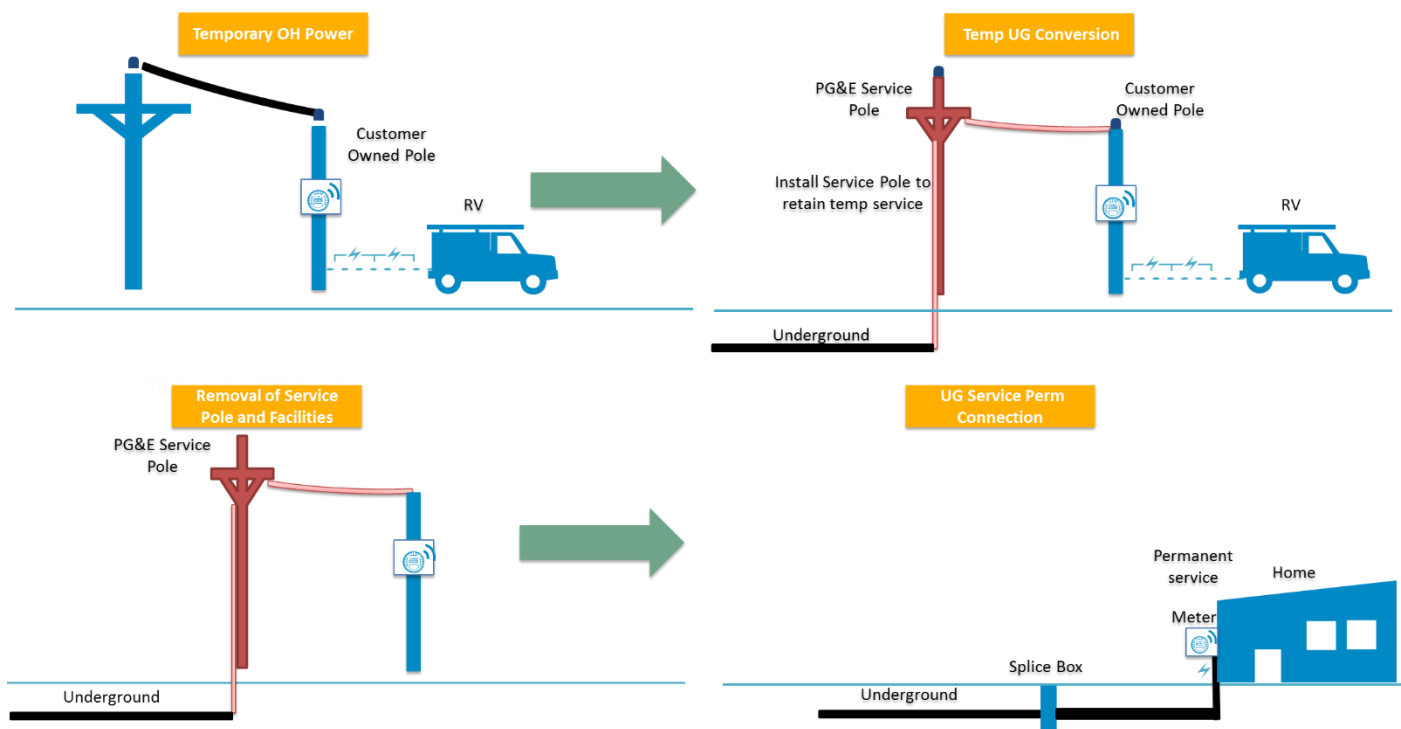 Temporary OH Power
Customer
Owned Pole
RV
Temp UG Conversion
PG&E Service
Pole
Customer
Owned Pole
Install Service Pole to
retain temp service
RV
Underground
Removal of Service
Pole and Facilities
PG&E Service
Pole
Underground
UG Service Perm
Connection
Permanent
service
Home
Meter
Splice Box
Underground